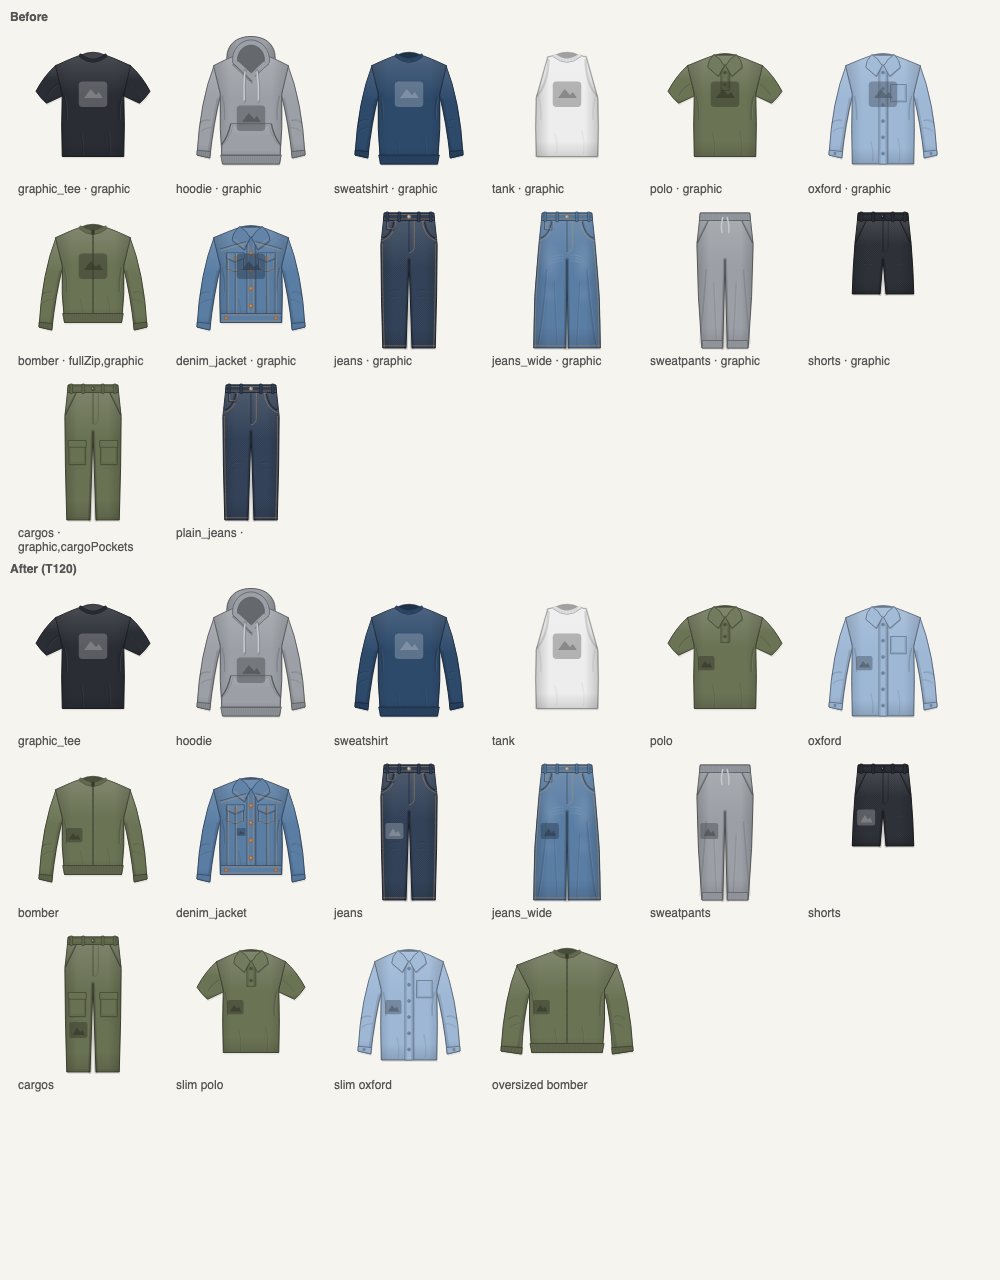 Before
graphic_tee · graphic
hoodie · graphic
sweatshirt · graphic
tank · graphic
polo · graphic
oxford · graphic
bomber · fullZip,graphic
denim_jacket · graphic
jeans · graphic
jeans_wide · graphic
sweatpants · graphic
shorts · graphic
cargos ·
graphic,cargoPockets
plain_jeans ·
After (T120)
graphic_tee
hoodie
sweatshirt
tank
polo
oxford
bomber
denim_jacket
jeans
jeans_wide
sweatpants
shorts
cargos
slim polo
slim oxford
oversized bomber